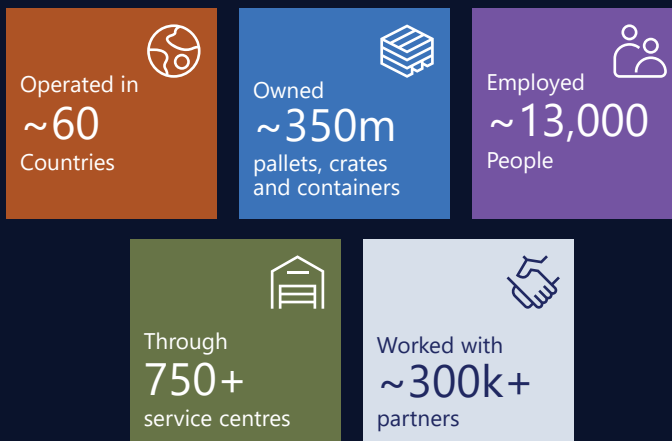 Operated in
~60
Countries
Owned
~350m
pallets, crates
and containers
Employed
~13,000
People
Through
750+
service centres
Worked with
~300k+
partners